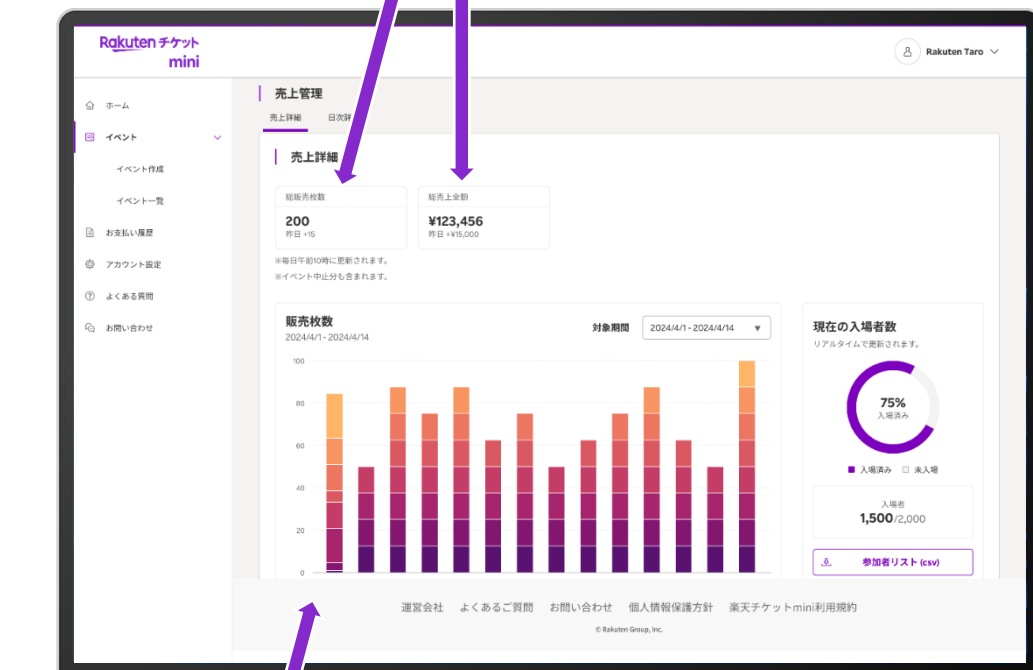 Rakuten チケット
mini
Rakuten Taro
ホーム
イベント
イベント作成
イベント一覧
お支払い履歴
アカウント設定
よくある質問
お問い合わせ
売上管理
売上詳細 日次詳
売上詳細
総販売枚数
200
昨日 +15
総売上金額
¥123,456
昨日 +¥15,000
※毎日午前10時に更新されます。
※イベント中止分も含まれます。
販売枚数
2024/4/1 - 2024/4/14
対象期間 2024/4/1 - 2024/4/14
100
80
60
40
20
0
現在の入場者数
リアルタイムで更新されます。
75%
入場済み
入場済み 未入場
入場者
1,500/2,000
参加者リスト (csv)
運営会社 よくあるご質問 お問い合わせ 個人情報保護方針 楽天チケットmini利用規約
© Rakuten Group, Inc.